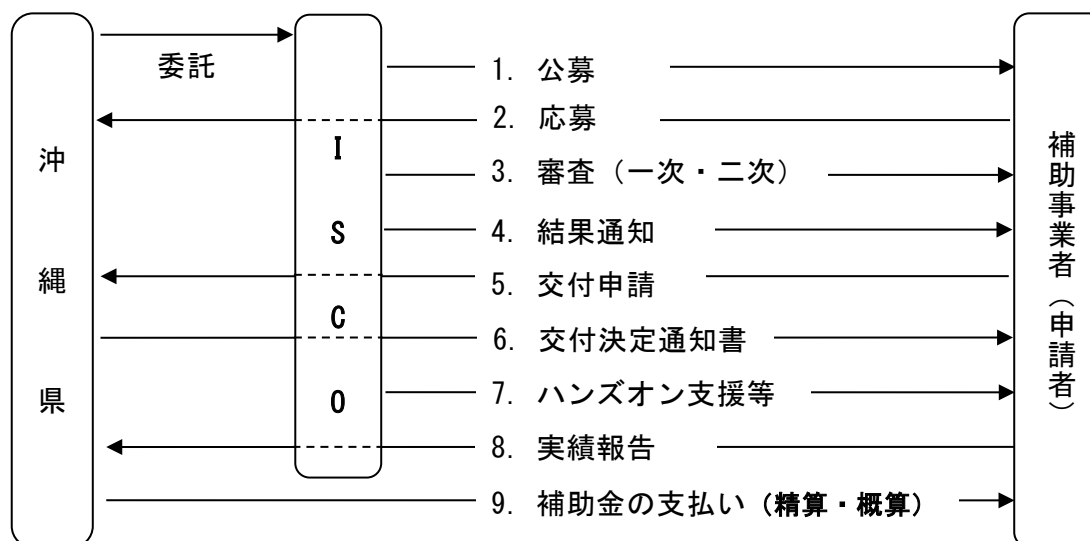 沖縄県
委託
ISCO
1. 公募
2. 応募
3. 審査（一次・二次）
4. 結果通知
5. 交付申請
6. 交付決定通知書
7. ハンズオン支援等
8. 実績報告
9. 補助金の支払い（精算・概算）
補助事業者（申請者）